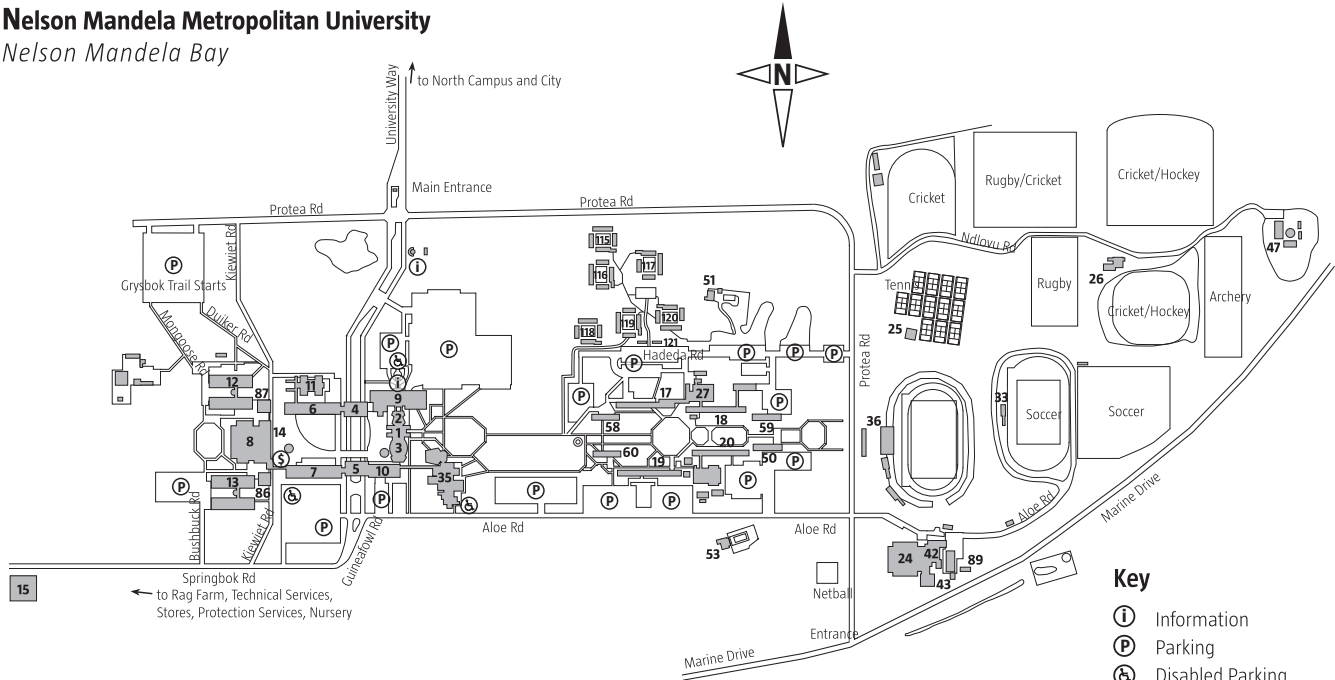 Nelson Mandela Metropolitan University
Nelson Mandela Bay
University Way
to North Campus and City
N
Main Entrance
Protea Rd
Protea Rd
Cricket
Rugby/Cricket
Cricket/Hockey
Ndlovu Rd
47
i
P
Kiewiet Rd
Grysbok Trail Starts
115
116
117
51
Tennis
26
Rugby
Cricket/Hockey
Archery
Mongoose Rd
Duiker Rd
118
119
120
121
25
P
P
Hadeda Rd
P
P
P
P
i
Protea Rd
12
87
11
9
P
17
27
P
33
Soccer
Soccer
6
4
2
58
18
59
36
8
14
1
3
20
$
60
19
50
P
7
5
10
35
P
13
86
P
P
P
P
P
P
Bushbuck Rd
Kiewiet Rd
Guineafowl Rd
Aloe Rd
Aloe Rd
Aloe Rd
Marine Drive
53
24
42
89
43
15
Springbok Rd
to Rag Farm, Technical Services,
Stores, Protection Services, Nursery
Netball
Entrance
Marine Drive
Key
i Information
P Parking
Disabled Parking